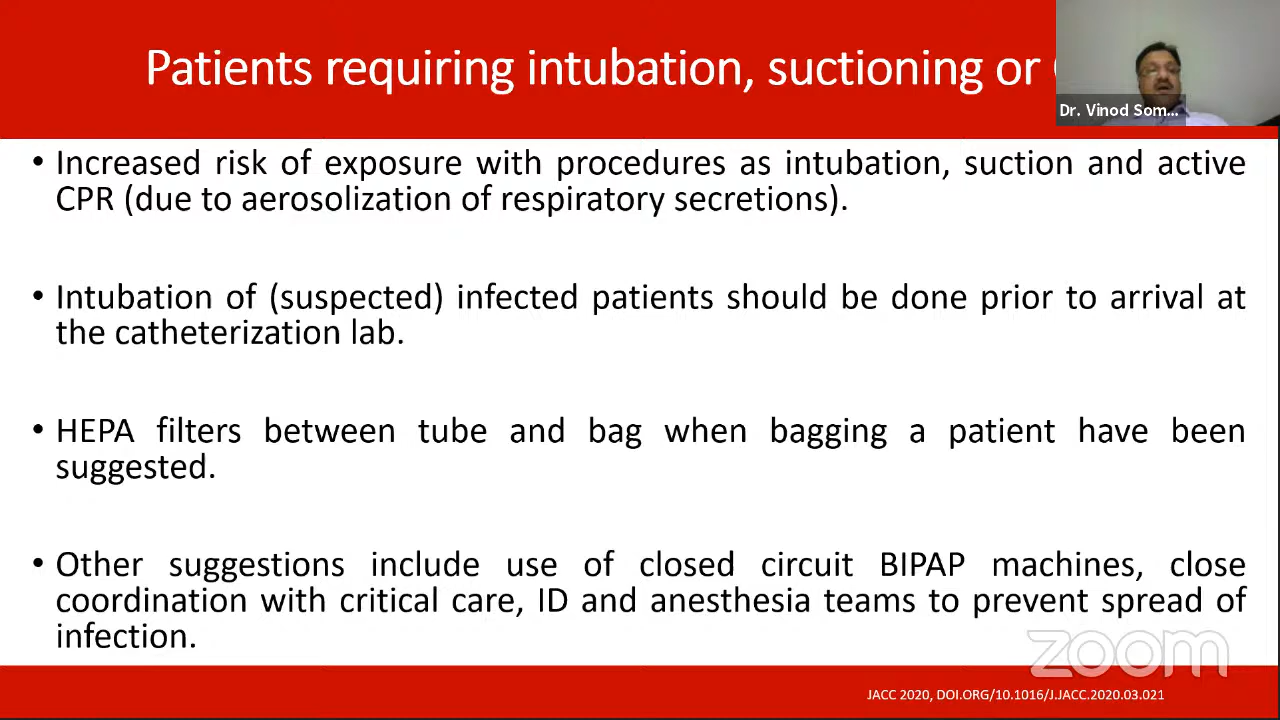 Patients requiring intubation, suctioning or
Dr. Vinod Som...
• Increased risk of exposure with procedures as intubation, suction and active
CPR (due to aerosolization of respiratory secretions).
• Intubation of (suspected) infected patients should be done prior to arrival at
the catheterization lab.
• HEPA filters between tube and bag when bagging a patient have been
suggested.
• Other suggestions include use of closed circuit BIPAP machines, close
coordination with critical care, ID and anesthesia teams to prevent spread of
infection.
zoom
JACC 2020, DOI.ORG/10.1016/J.JACC.2020.03.021